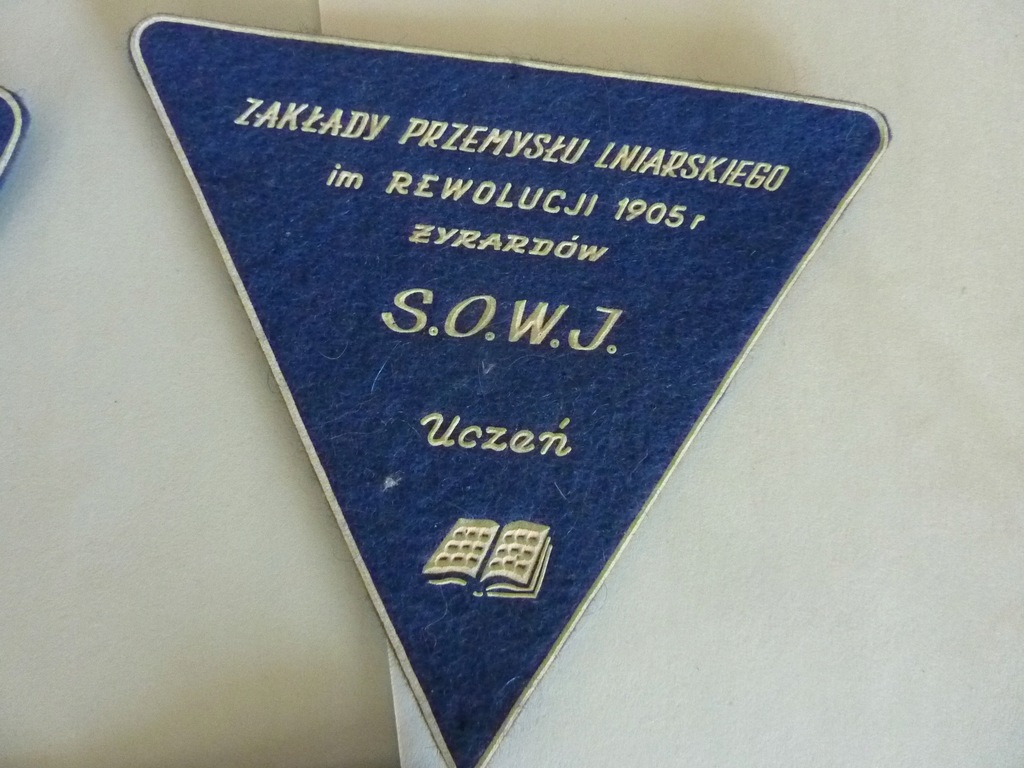 ZAKŁADY PRZEMYSŁU LNIARSKIEGO
im REWOLUCJI 1905 r
ŻYRARDÓW
S.O.W.J.
Uczeń